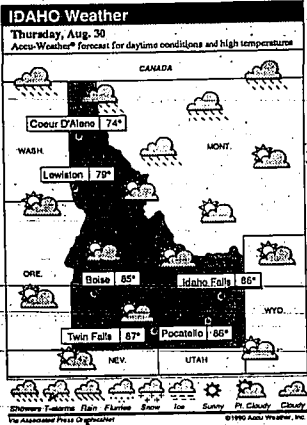 IDAHO Weather
Thursday, Aug. 30
Accu-Weather® forecast for daytime conditions and high temperatures
CANADA
Coeur D'Alene 74°
WASH.
MONT.
Lewiston 79°
ORE.
Boise 85°
Idaho Falls 86°
WYO.
Twin Falls 87°
Pocatello 86°
NEV.
UTAH
Showers T-storms Rain Flurries Snow Ice Sunny Pt. Cloudy Cloudy
Via Associated Press GraphicsNet
©1990 Accu-Weather, Inc.